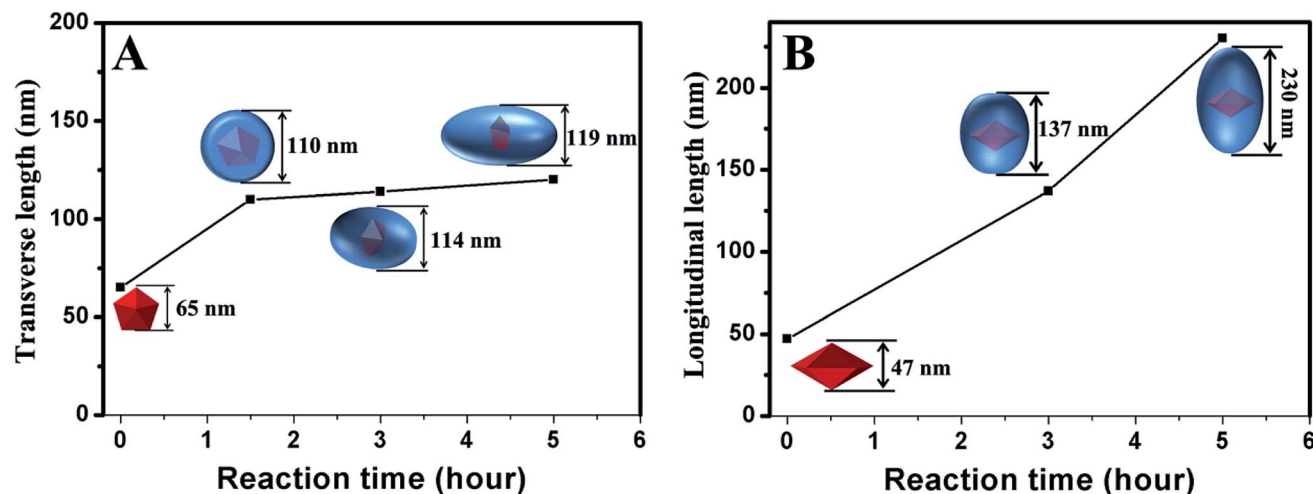 A
Transverse length (nm)
200
150
100
50
0
110 nm
119 nm
114 nm
65 nm
0 1 2 3 4 5 6
Reaction time (hour)
B
Longitudinal length (nm)
200
150
100
50
0
137 nm
230 nm
47 nm
0 1 2 3 4 5 6
Reaction time (hour)